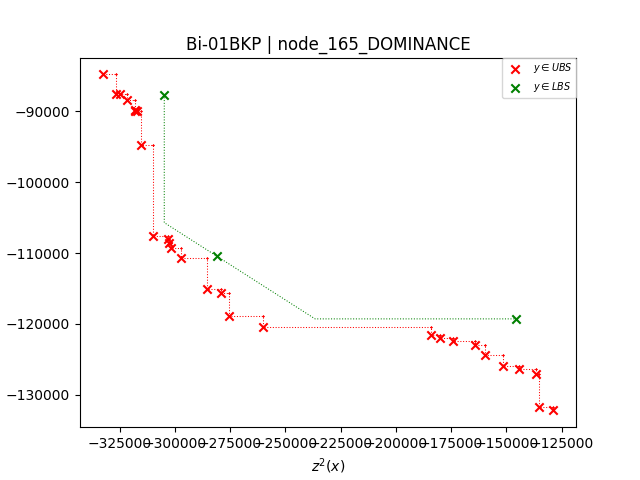 Bi-01BKP | node_165_DOMINANCE
y ∈ UBS
y ∈ LBS
−90000
−100000
−110000
−120000
−130000
−325000−300000−275000−250000−225000−200000−175000−150000−125000
z²(x)